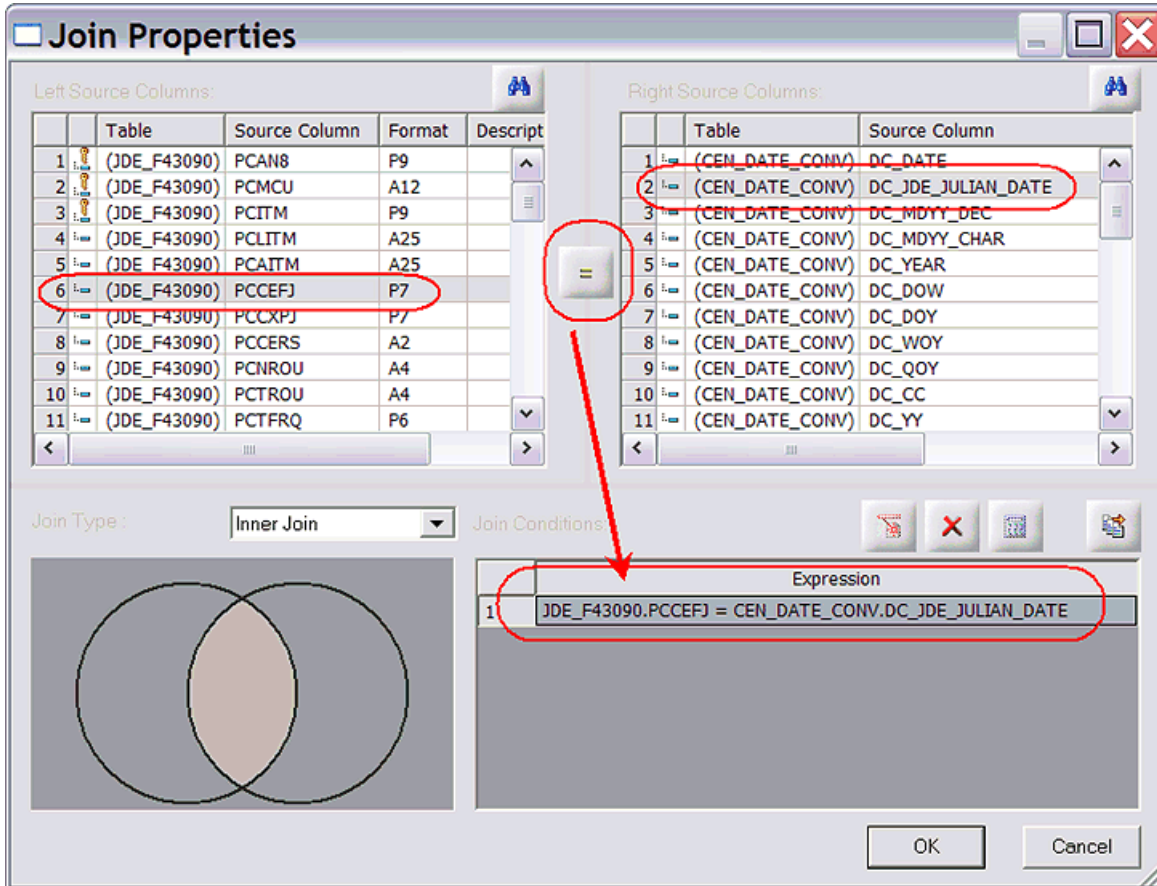 Join Properties
Left Source Columns:
Table Source Column Format Descript
1 (JDE_F43090) PCAN8 P9
2 (JDE_F43090) PCMCU A12
3 (JDE_F43090) PCITM P9
4 (JDE_F43090) PCLITM A25
5 (JDE_F43090) PCAITM A25
6 (JDE_F43090) PCCEFJ P7
7 (JDE_F43090) PCCXPJ P7
8 (JDE_F43090) PCCERS A2
9 (JDE_F43090) PCNROU A4
10 (JDE_F43090) PCTROU A4
11 (JDE_F43090) PCTFRQ P6
=
Right Source Columns:
Table Source Column
1 (CEN_DATE_CONV) DC_DATE
2 (CEN_DATE_CONV) DC_JDE_JULIAN_DATE
3 (CEN_DATE_CONV) DC_MDYY_DEC
4 (CEN_DATE_CONV) DC_MDYY_CHAR
5 (CEN_DATE_CONV) DC_YEAR
6 (CEN_DATE_CONV) DC_DOW
7 (CEN_DATE_CONV) DC_DOY
8 (CEN_DATE_CONV) DC_WOY
9 (CEN_DATE_CONV) DC_QOY
10 (CEN_DATE_CONV) DC_CC
11 (CEN_DATE_CONV) DC_YY
Join Type :
Inner Join
Join Conditions
Expression
1 JDE_F43090.PCCEFJ = CEN_DATE_CONV.DC_JDE_JULIAN_DATE
OK
Cancel